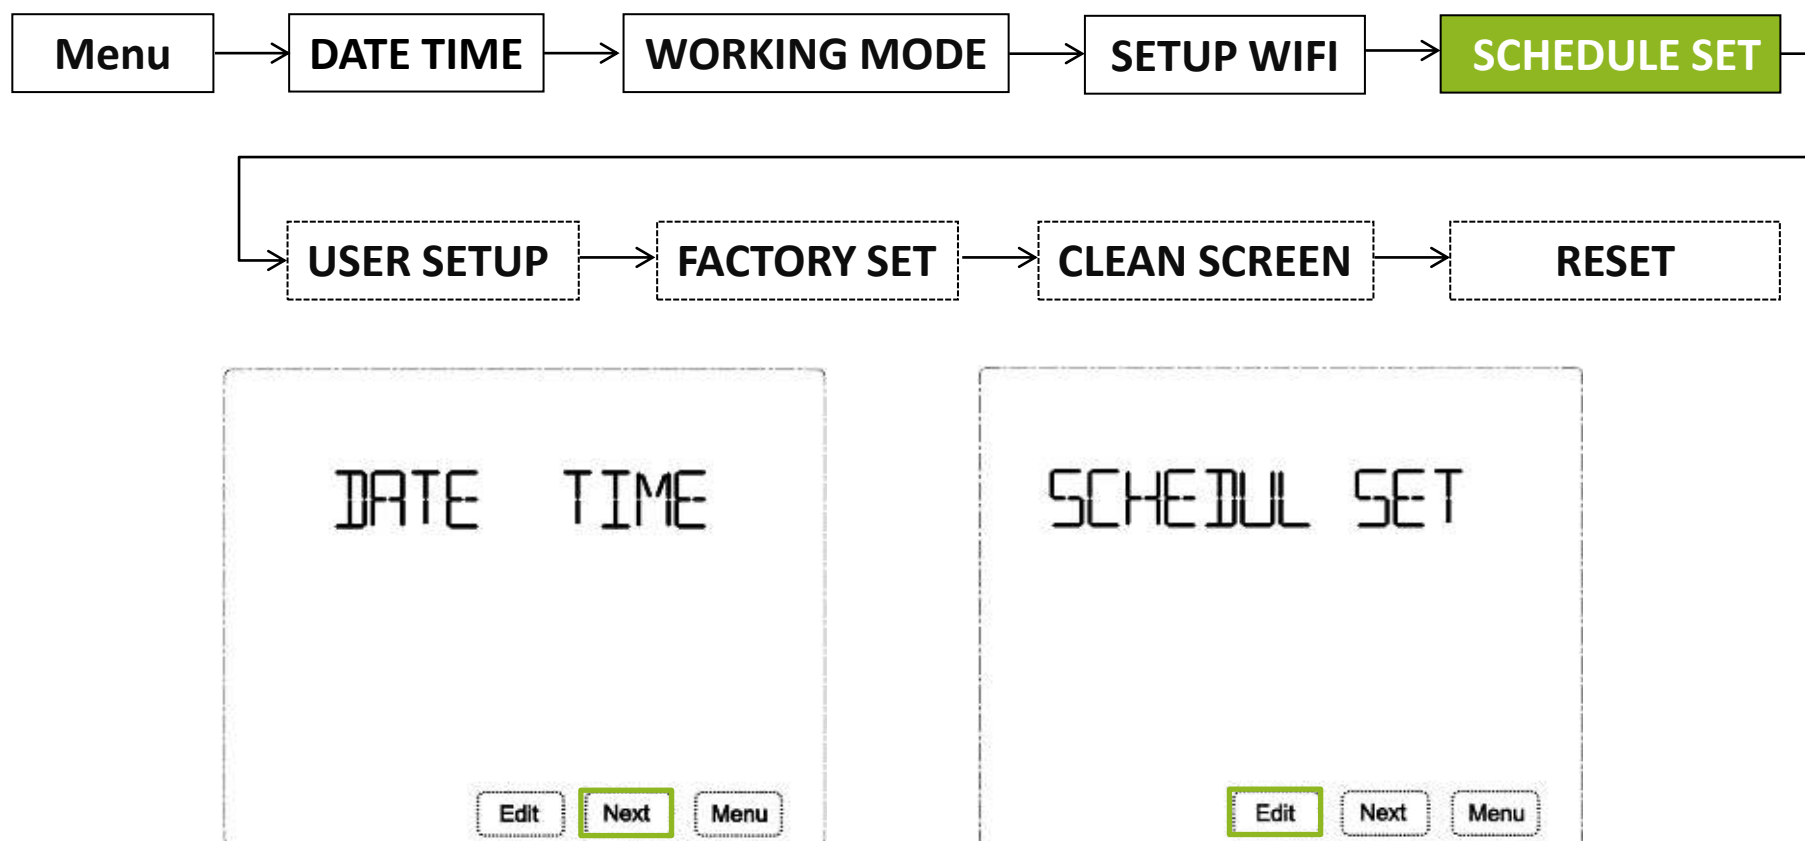 Menu DATE TIME WORKING MODE SETUP WIFI SCHEDULE SET
USER SETUP FACTORY SET CLEAN SCREEN RESET
DATE TIME
Edit Next Menu
SCHEDUL SET
Edit Next Menu